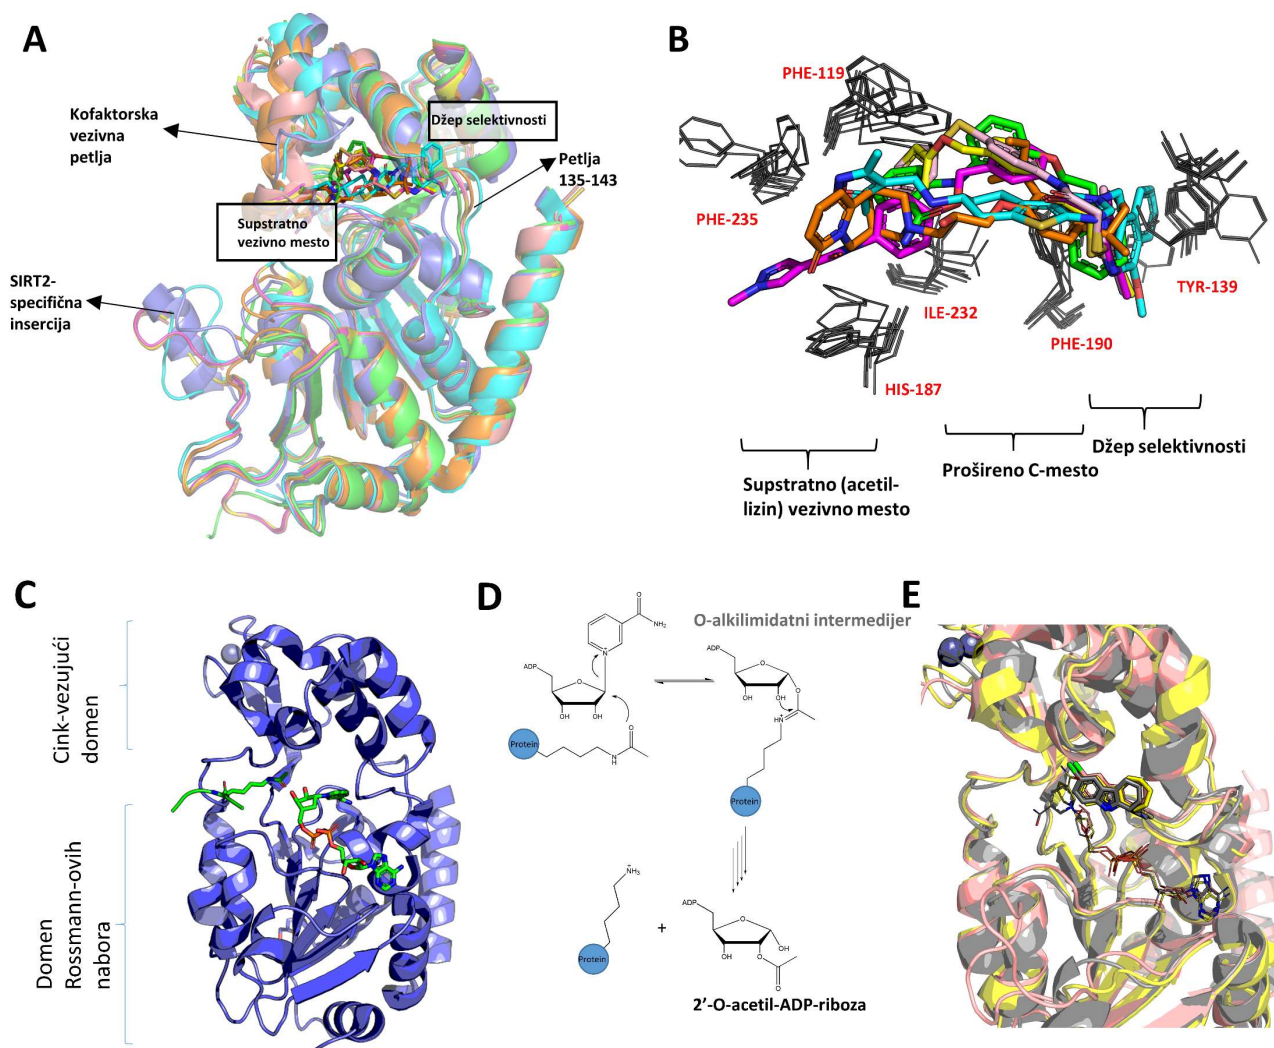 A
Kofaktorska
vezivna
petlja
Džep selektivnosti
Petlja
135-143
Supstratno
vezivno mesto
SIRT2-
specifična
insercija
B
PHE-119
PHE-235
TYR-139
ILE-232
PHE-190
HIS-187
Džep selektivnosti
Prošireno C-mesto
Supstratno (acetil-
lizin) vezivno mesto
C
Cink-vezujući
domen
Domen
Rossmann-ovih
nabora
D
O-alkilimidatni intermedijer
O
NH₂
N⁺
ADP
O
O
OH
OH
O
Protein
N
H
ADP
O
O
OH
OH
O
HN⁺
Protein
NH₃⁺
Protein
+
ADP
O
O
OH
OH
O
O
2’-O-acetil-ADP-riboza
E